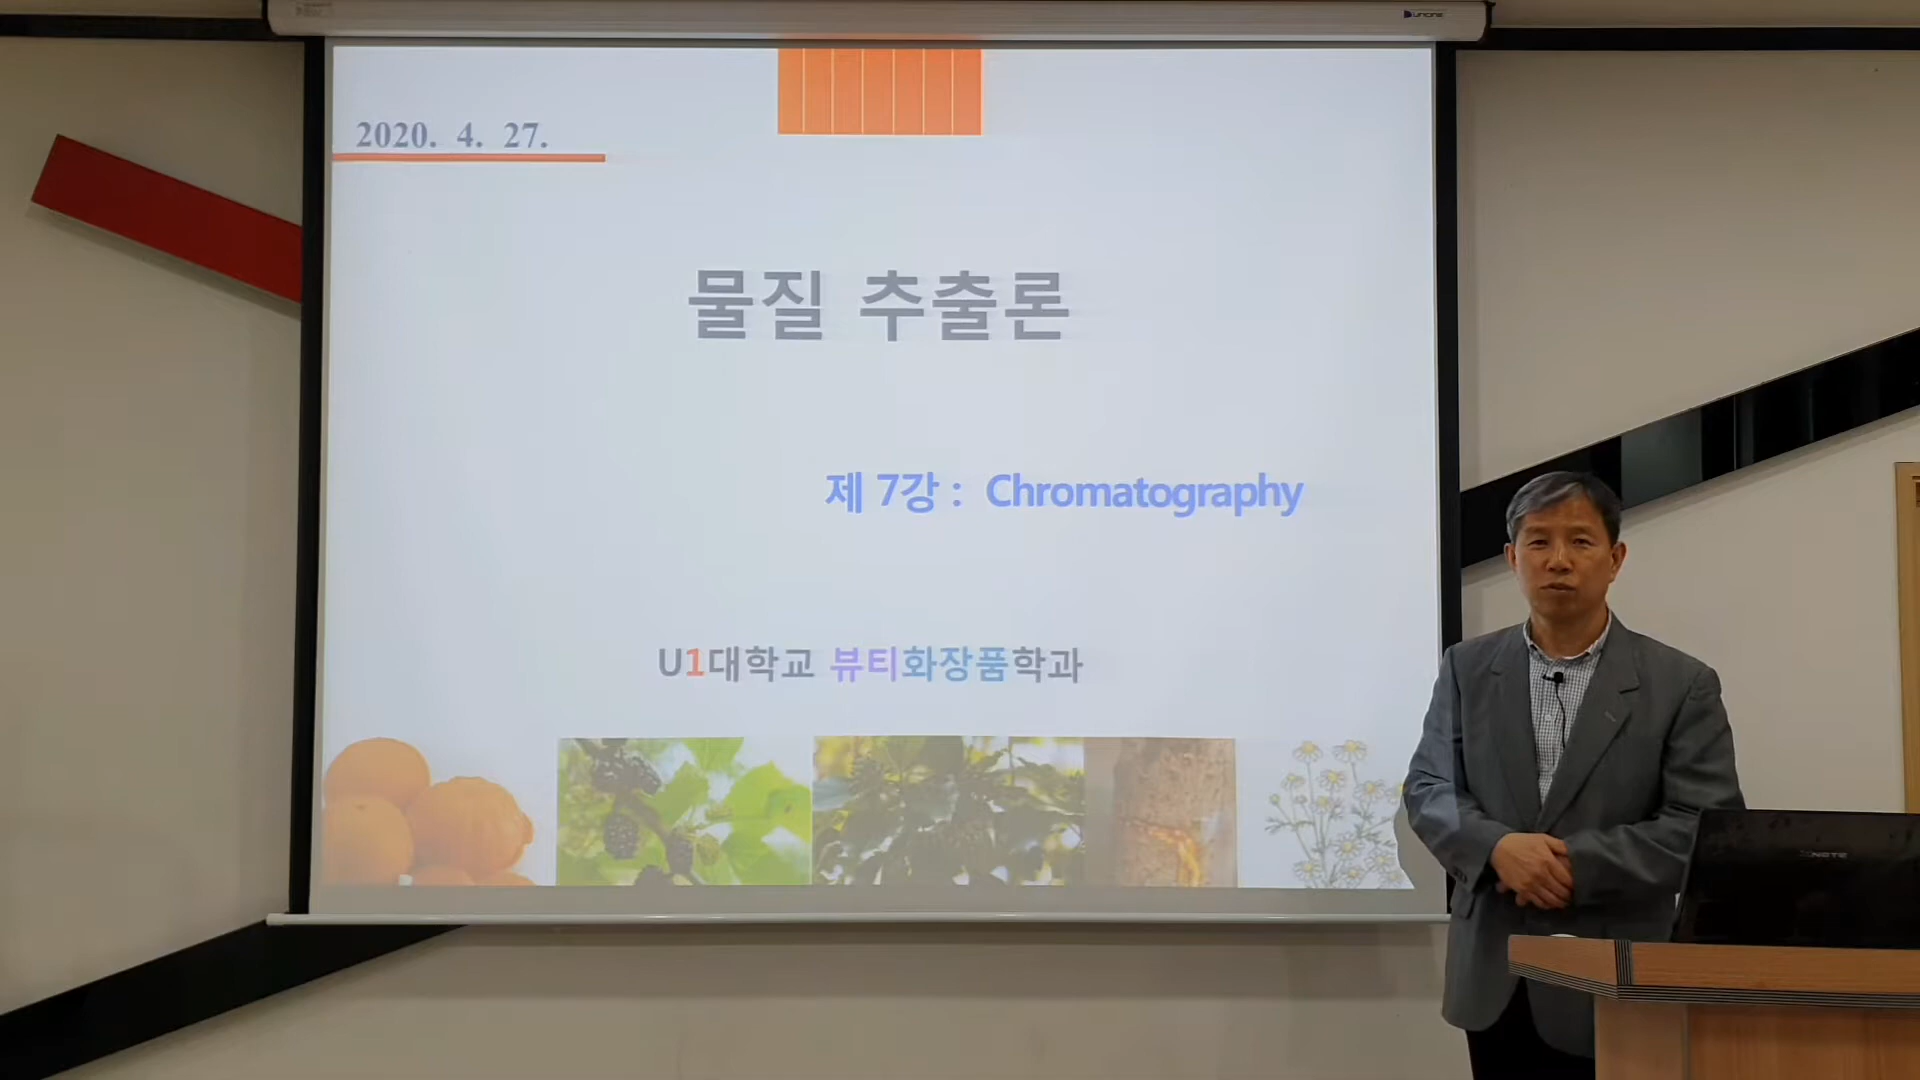 UNIONE
2020. 4. 27.
물질 추출론
제 7강 : Chromatography
U1대학교 뷰티화장품학과